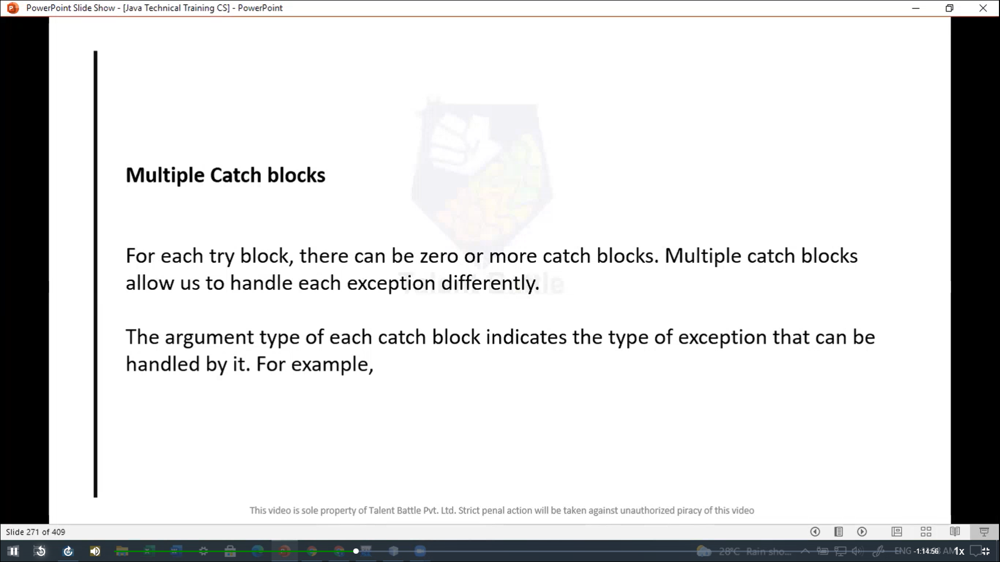 PowerPoint Slide Show - [Java Technical Training CS] - PowerPoint
Multiple Catch blocks
For each try block, there can be zero or more catch blocks. Multiple catch blocks
allow us to handle each exception differently.
The argument type of each catch block indicates the type of exception that can be
handled by it. For example,
This video is sole property of Talent Battle Pvt. Ltd. Strict penal action will be taken against unauthorized piracy of this video
Slide 271 of 409
28°C Rain sho... ENG AM -1:14:56 1x